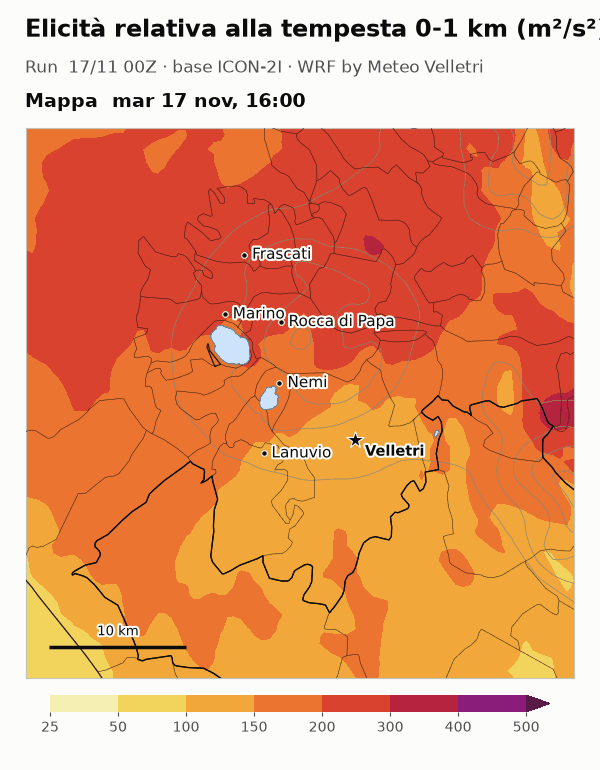 Elicità relativa alla tempesta 0-1 km (m²/s²)
Run 17/11 00Z · base ICON-2I · WRF by Meteo Velletri
Mappa mar 17 nov, 16:00
Frascati
Marino
Rocca di Papa
Nemi
Velletri
Lanuvio
10 km
25 50 100 150 200 300 400 500